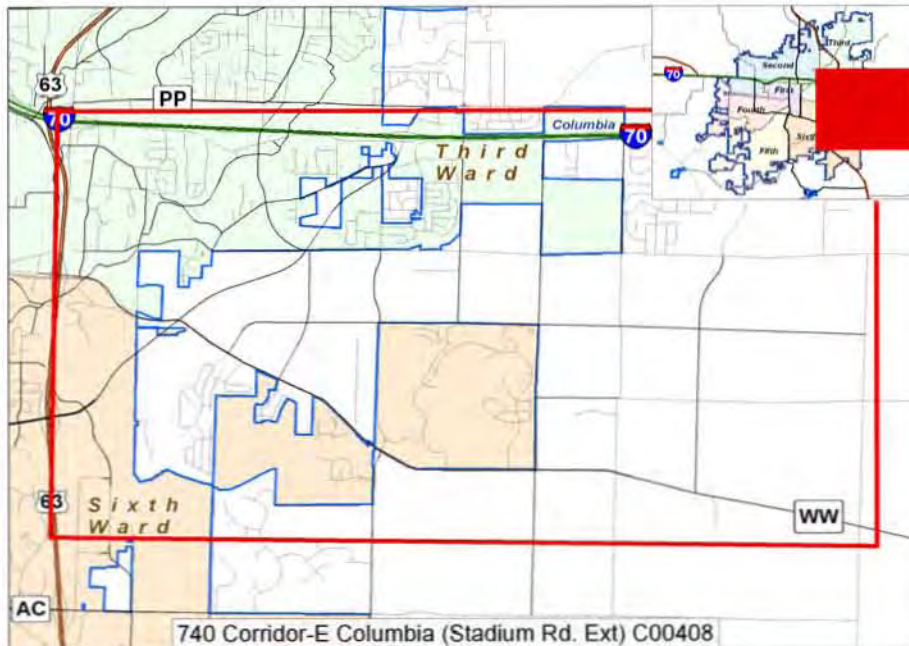 63
PP
70
Columbia
70
Third
Ward
Third
Second
70
First
Fourth
Sixth
Fifth
63
Sixth
Ward
WW
AC
740 Corridor-E Columbia (Stadium Rd. Ext) C00408